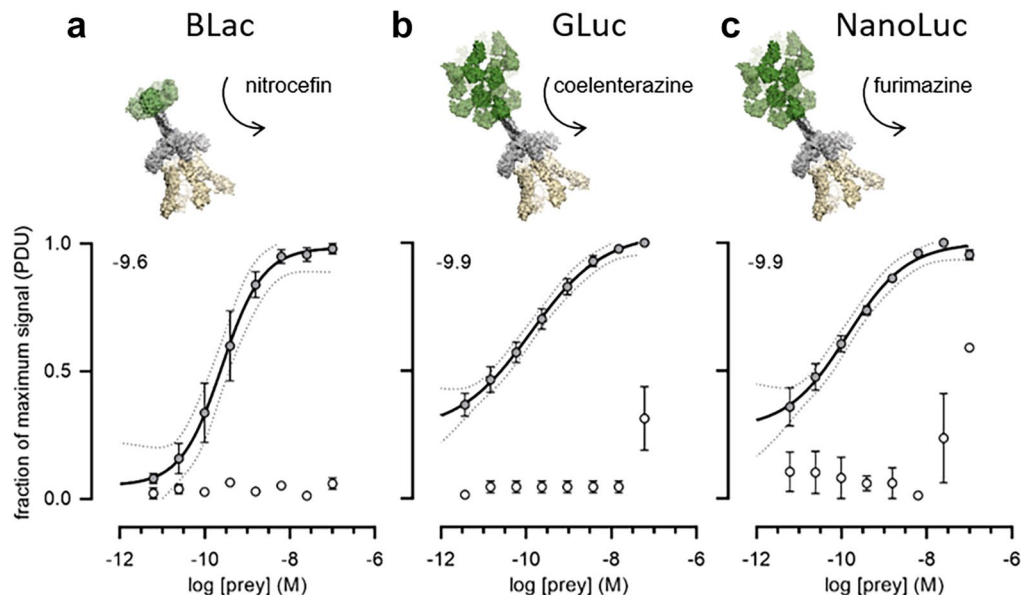 a BLac
nitrocefin
b GLuc
coelenterazine
c NanoLuc
furimazine
fraction of maximum signal (PDU)
1.0
0.5
0.0
-9.6
-9.9
-9.9
-12 -10 -8 -6
log [prey] (M)
-12 -10 -8 -6
log [prey] (M)
-12 -10 -8 -6
log [prey] (M)